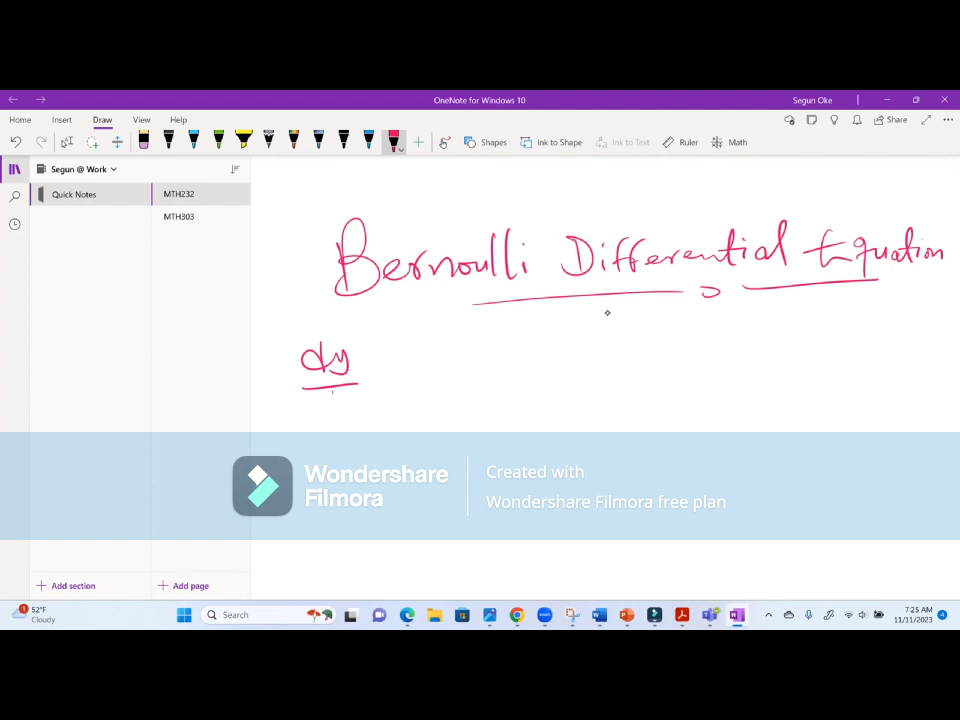 OneNote for Windows 10
Segun Oke
Home Insert Draw View Help
Share
Shapes Ink to Shape Ink to Text Ruler Math
Segun @ Work
Quick Notes
MTH232
MTH303
Bernoulli Differential Equation
dy
Wondershare
Filmora
Created with
Wondershare Filmora free plan
+ Add section
+ Add page
1
52°F
Cloudy
Search
7:25 AM
11/11/2023
4